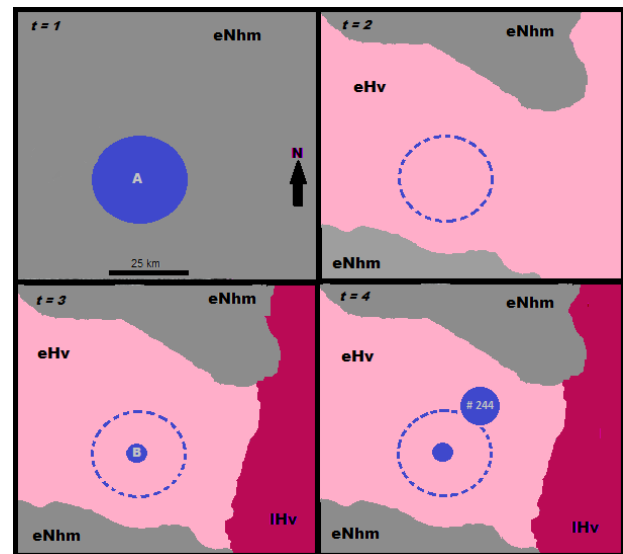 t = 1
eNhm
A
N
25 km
t = 2
eNhm
eHv
eNhm
t = 3
eNhm
eHv
B
eNhm
lHv
t = 4
eNhm
eHv
# 244
eNhm
lHv